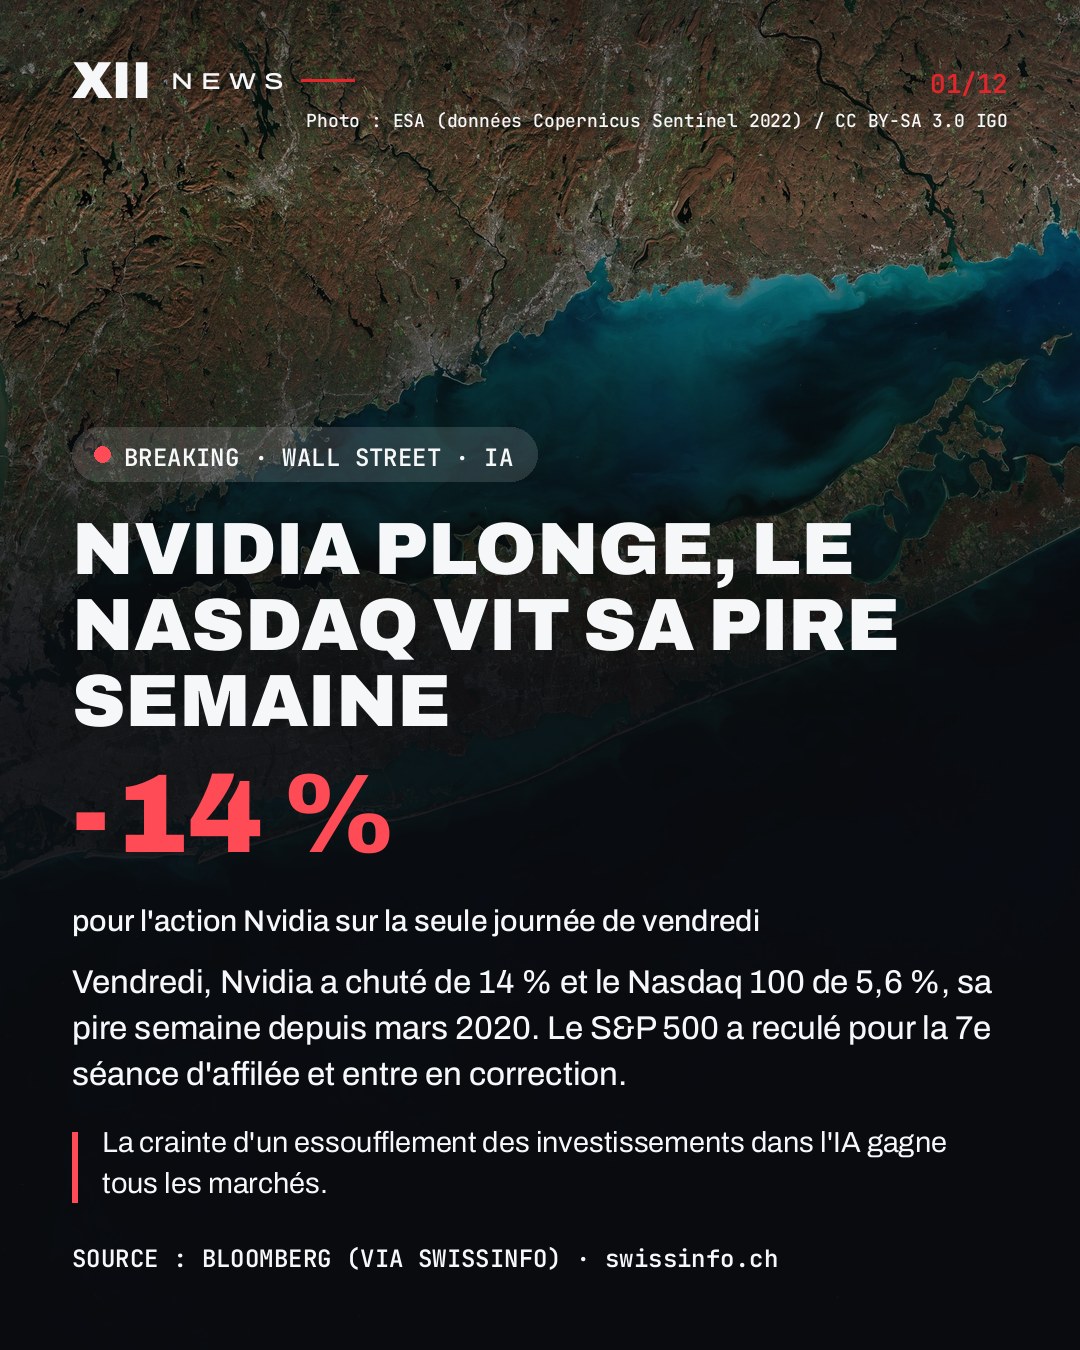 XII NEWS
01/12
Photo : ESA (données Copernicus Sentinel 2022) / CC BY-SA 3.0 IGO
BREAKING · WALL STREET · IA
NVIDIA PLONGE, LE
NASDAQ VIT SA PIRE
SEMAINE
-14 %
pour l'action Nvidia sur la seule journée de vendredi
Vendredi, Nvidia a chuté de 14 % et le Nasdaq 100 de 5,6 %, sa
pire semaine depuis mars 2020. Le S&P 500 a reculé pour la 7e
séance d'affilée et entre en correction.
La crainte d'un essoufflement des investissements dans l'IA gagne
tous les marchés.
SOURCE : BLOOMBERG (VIA SWISSINFO) · swissinfo.ch